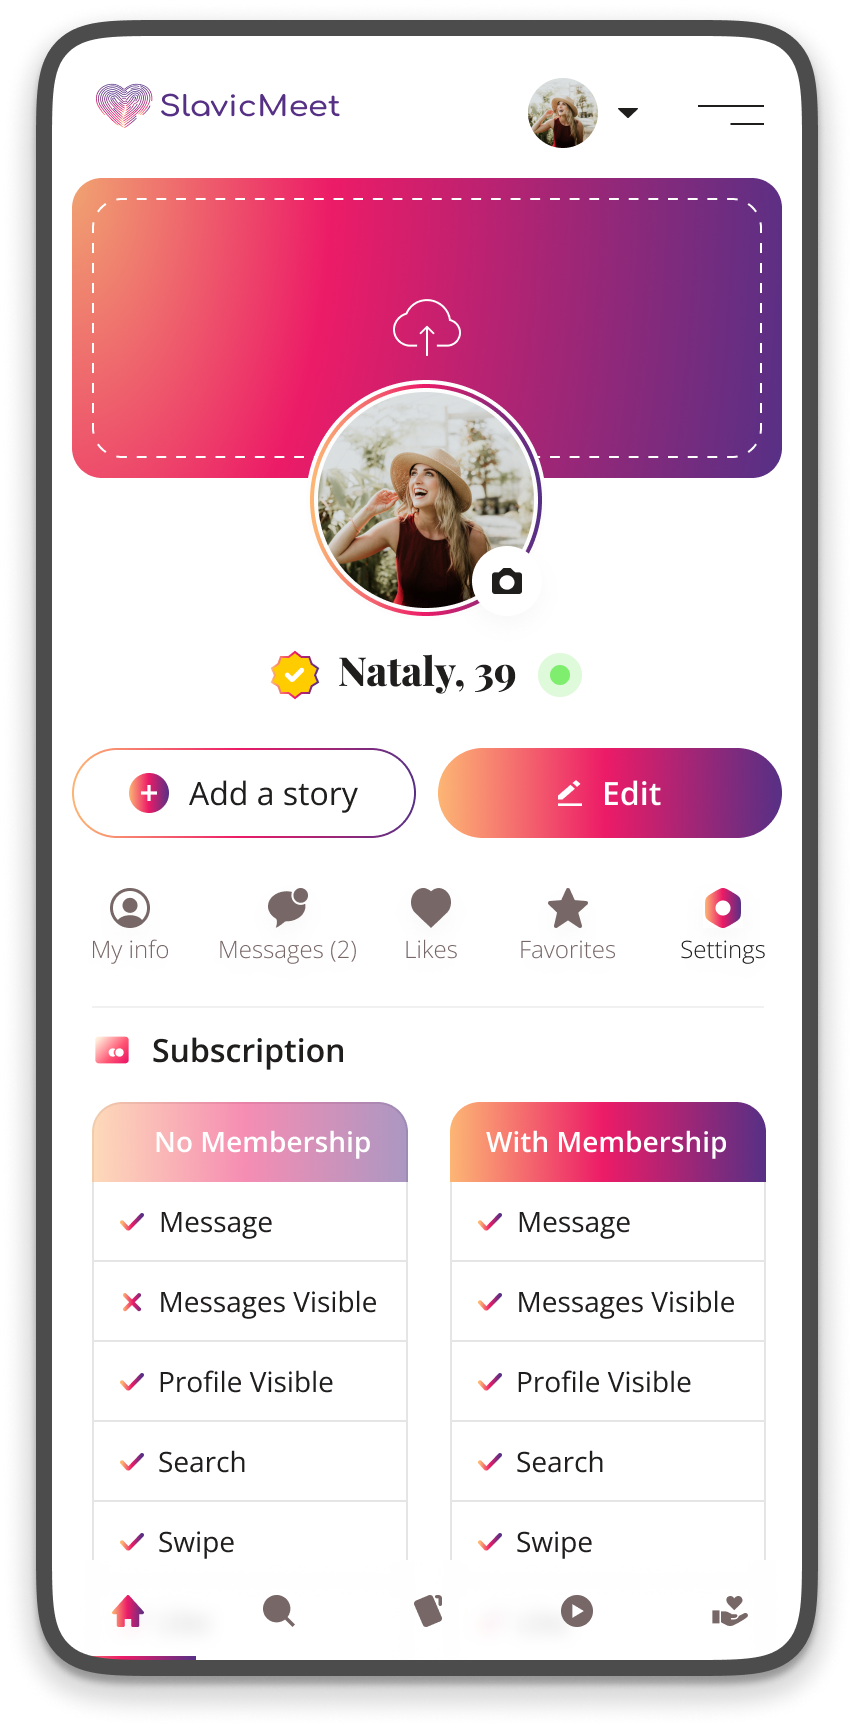 SlavicMeet
Nataly, 39
Add a story
Edit
My info
Messages (2)
Likes
Favorites
Settings
Subscription
No Membership
With Membership
Message
Message
Messages Visible
Messages Visible
Profile Visible
Profile Visible
Search
Search
Swipe
Swipe